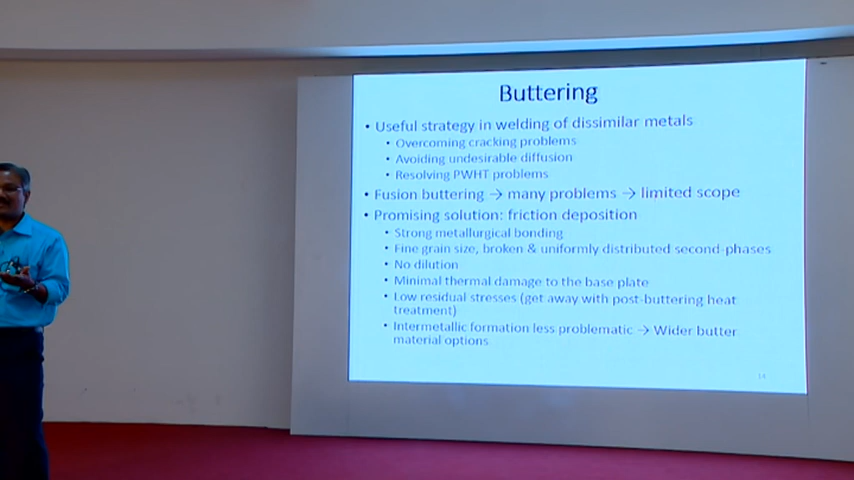 Buttering
• Useful strategy in welding of dissimilar metals
• Overcoming cracking problems
• Avoiding undesirable diffusion
• Resolving PWHT problems
• Fusion buttering → many problems → limited scope
• Promising solution: friction deposition
• Strong metallurgical bonding
• Fine grain size, broken & uniformly distributed second-phases
• No dilution
• Minimal thermal damage to the base plate
• Low residual stresses (get away with post-buttering heat
treatment)
• Intermetallic formation less problematic → Wider butter
material options
14